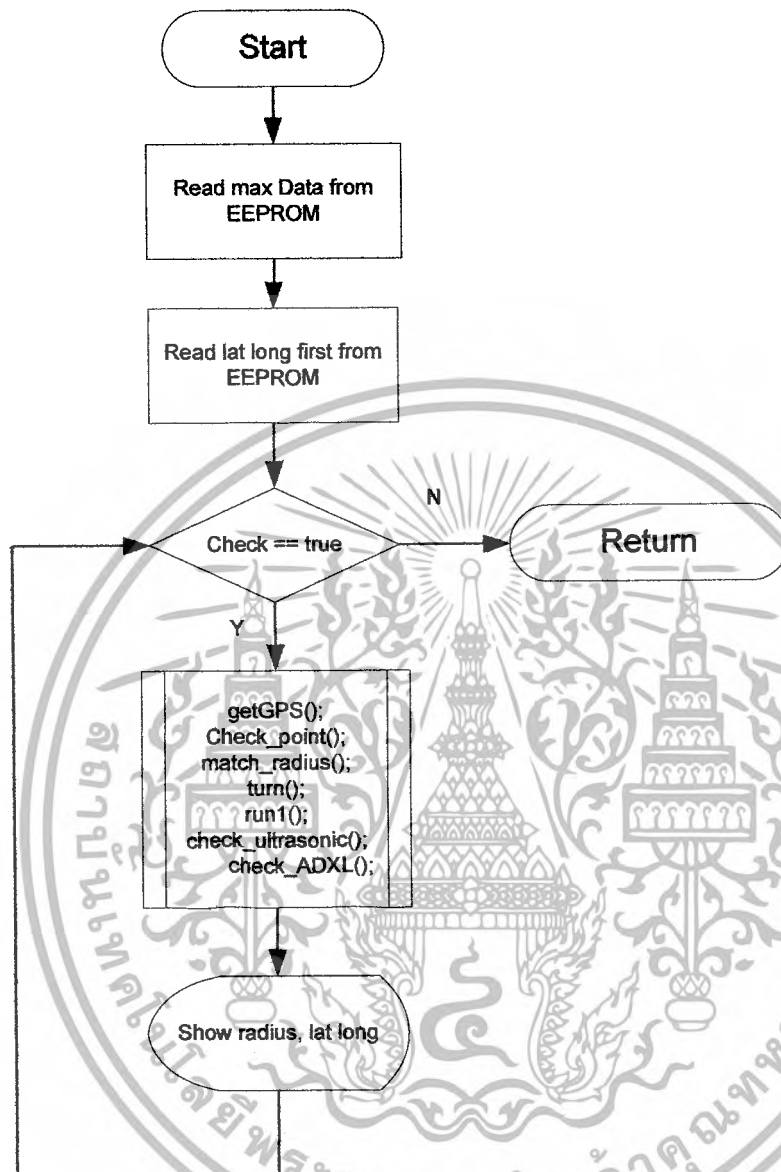 Start
Read max Data from
EEPROM
Read lat long first from
EEPROM
N
Check == true
Return
Y
getGPS();
Check_point();
match_radius();
turn();
run1();
check_ultrasonic();
check_ADXL();
Show radius, lat long